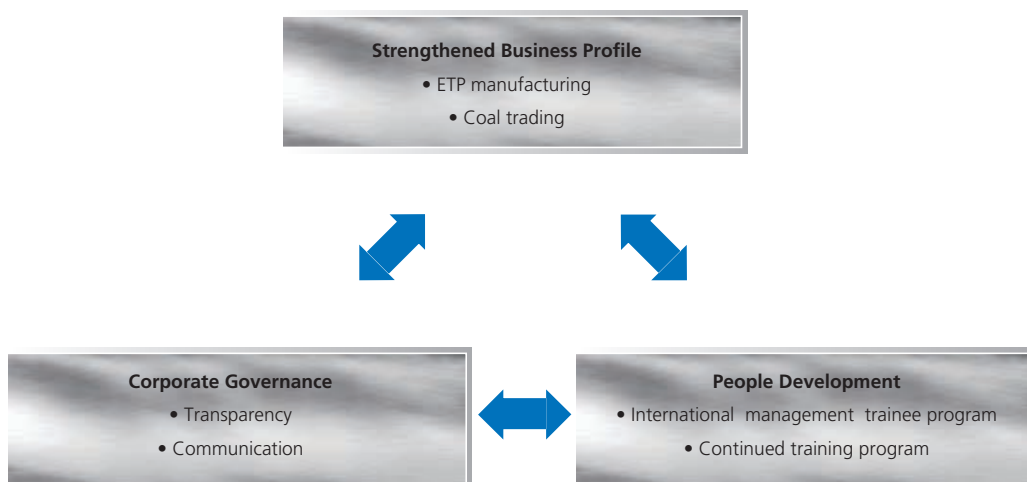 Strengthened Business Profile
• ETP manufacturing
• Coal trading
Corporate Governance
• Transparency
• Communication
People Development
• International management trainee program
• Continued training program